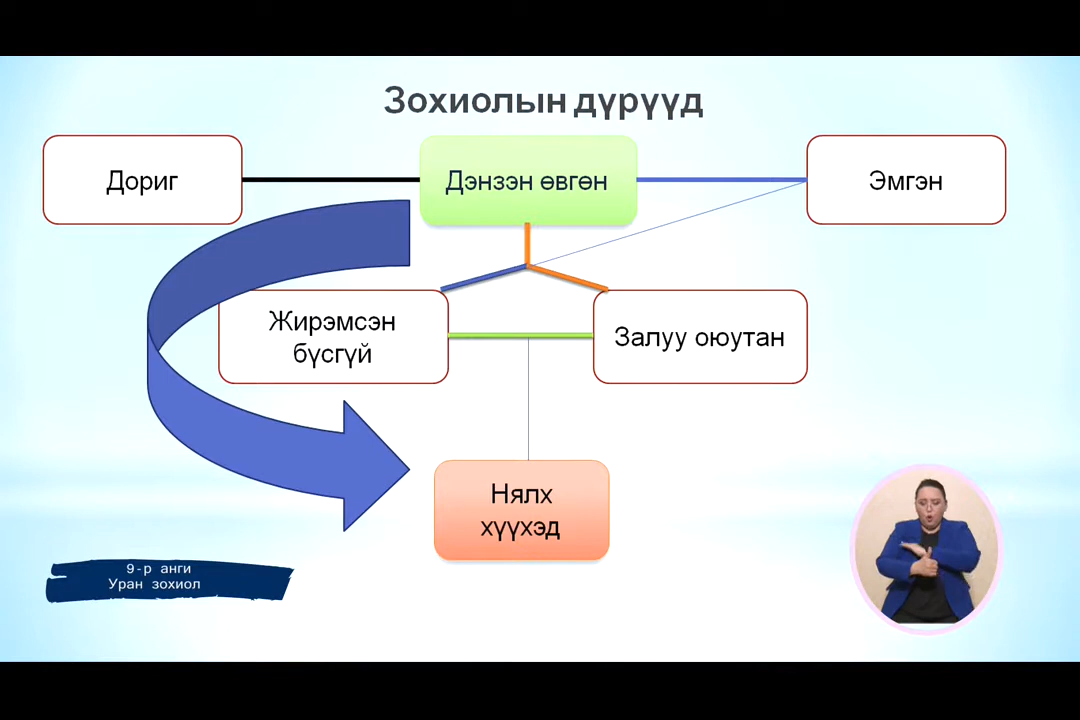 Зохиолын дүрүүд
Дориг
Дэнзэн өвгөн
Эмгэн
Жирэмсэн
бүсгүй
Залуу оюутан
Нялх
хүүхэд
9-р анги
Уран зохиол